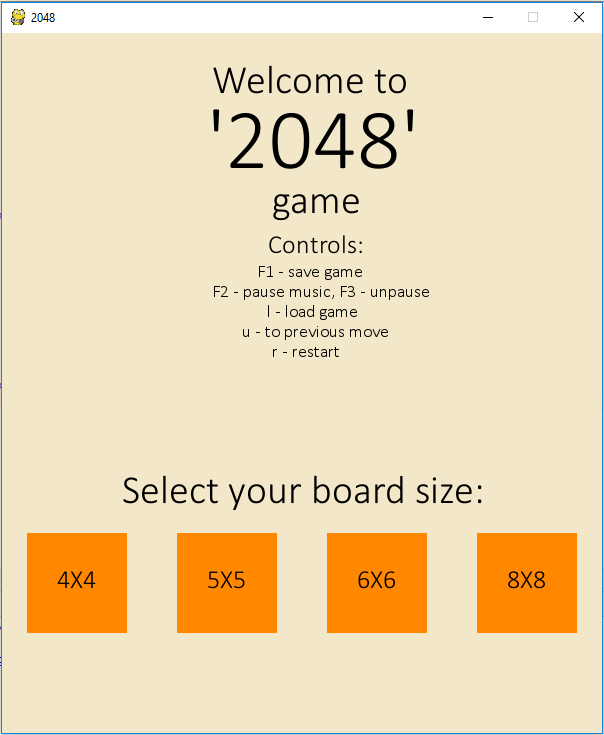 2048
Welcome to
'2048'
game
Controls:
F1 - save game
F2 - pause music, F3 - unpause
l - load game
u - to previous move
r - restart
Select your board size:
4X4 5X5 6X6 8X8